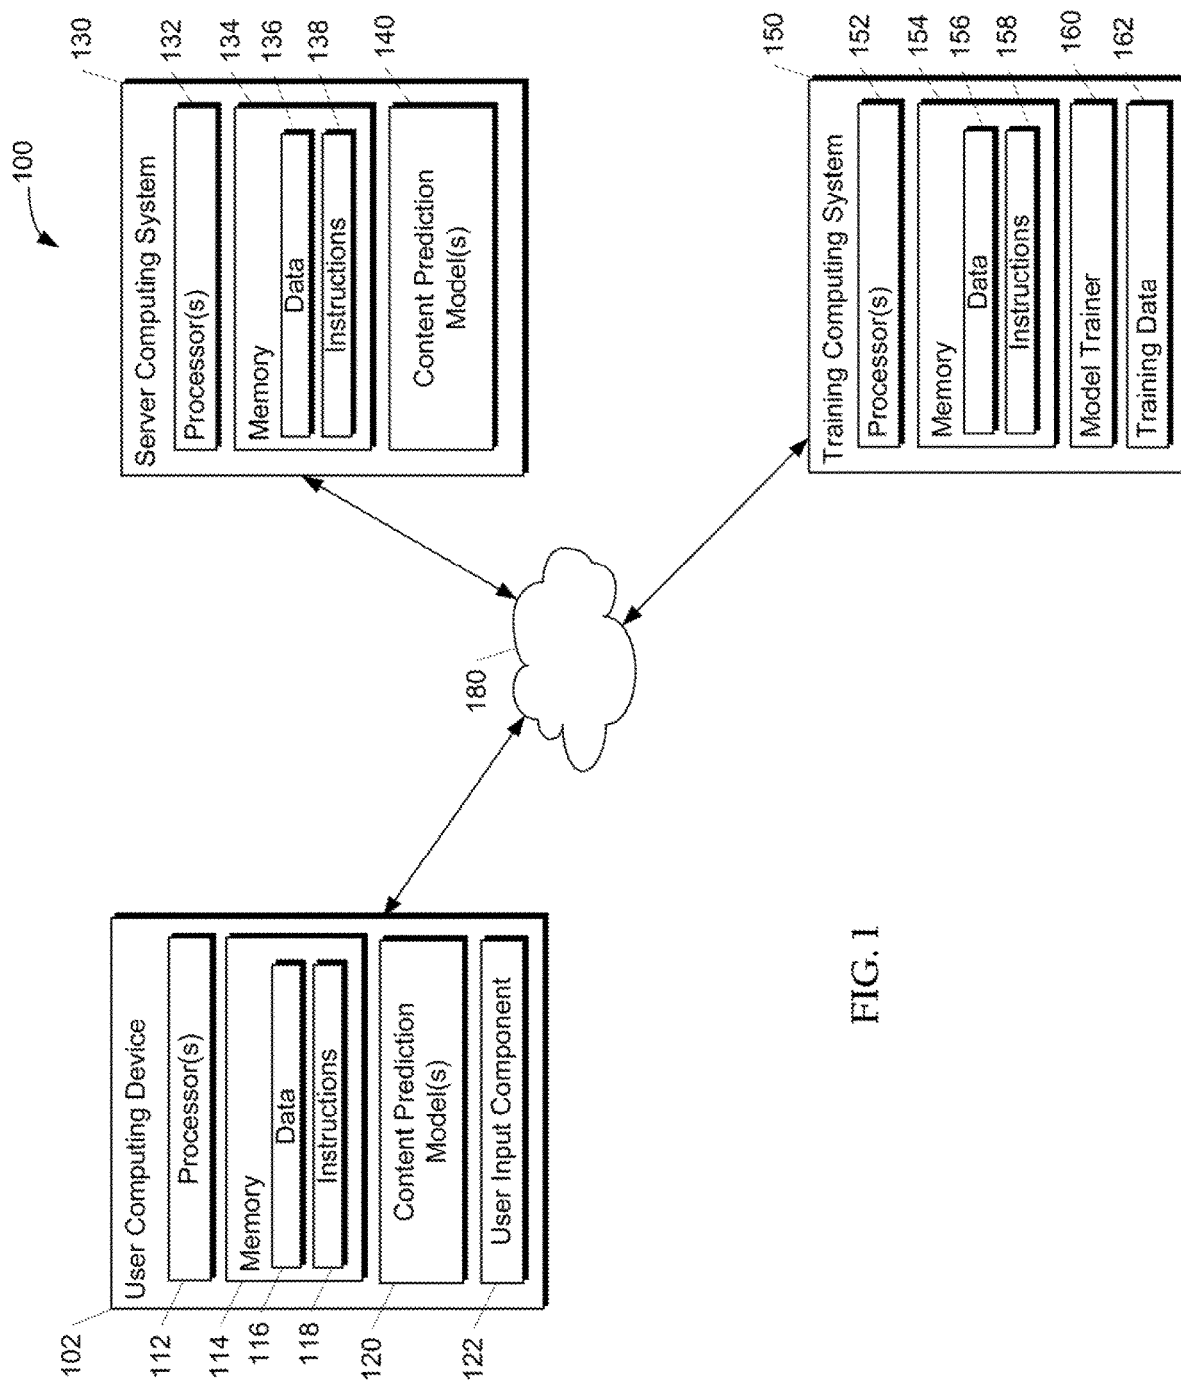 100
102
User Computing Device
112
Processor(s)
114
Memory
116
Data
118
Instructions
120
Content Prediction
Model(s)
122
User Input Component
180
130
Server Computing System
132
Processor(s)
134
Memory
136
Data
138
Instructions
140
Content Prediction
Model(s)
150
Training Computing System
152
Processor(s)
154
Memory
156
Data
158
Instructions
160
Model Trainer
162
Training Data
FIG. 1